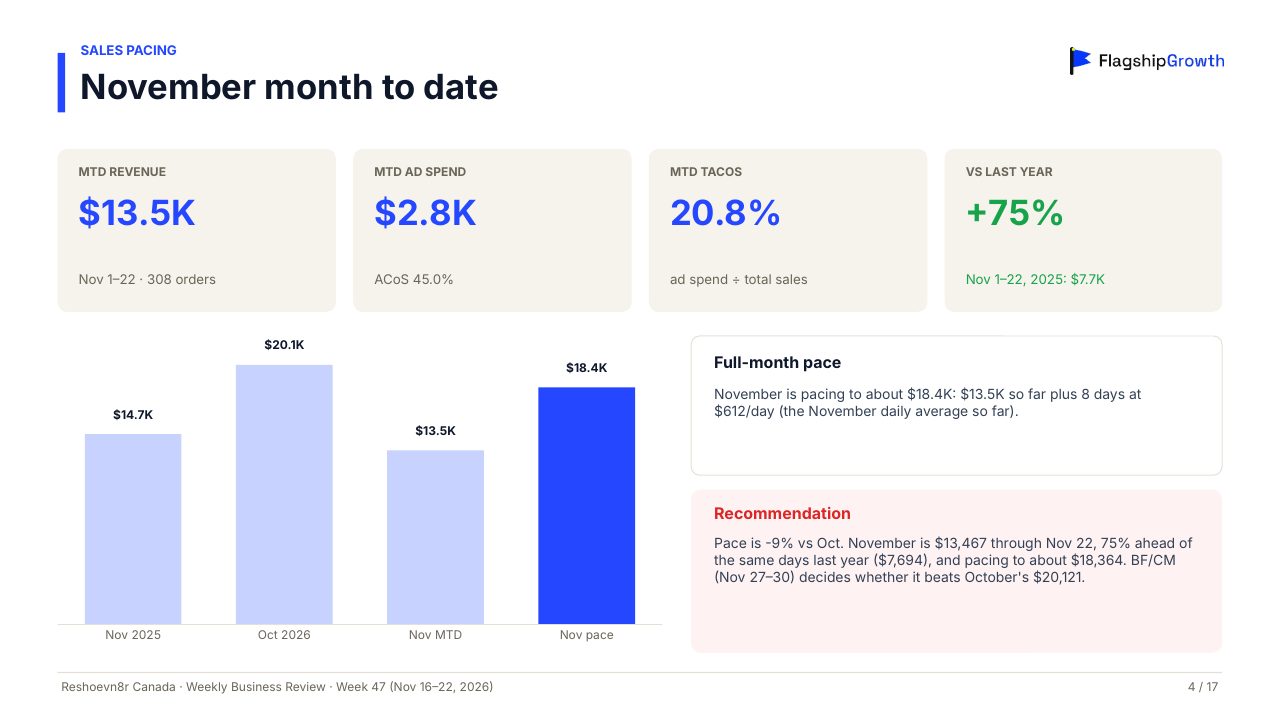 SALES PACING
November month to date
FlagshipGrowth
MTD REVENUE
$13.5K
Nov 1–22 · 308 orders
MTD AD SPEND
$2.8K
ACoS 45.0%
MTD TACOS
20.8%
ad spend ÷ total sales
VS LAST YEAR
+75%
Nov 1–22, 2025: $7.7K
$14.7K
$20.1K
$13.5K
$18.4K
Nov 2025
Oct 2026
Nov MTD
Nov pace
Full-month pace
November is pacing to about $18.4K: $13.5K so far plus 8 days at
$612/day (the November daily average so far).
Recommendation
Pace is -9% vs Oct. November is $13,467 through Nov 22, 75% ahead of
the same days last year ($7,694), and pacing to about $18,364. BF/CM
(Nov 27–30) decides whether it beats October's $20,121.
Reshoevn8r Canada · Weekly Business Review · Week 47 (Nov 16–22, 2026)
4 / 17